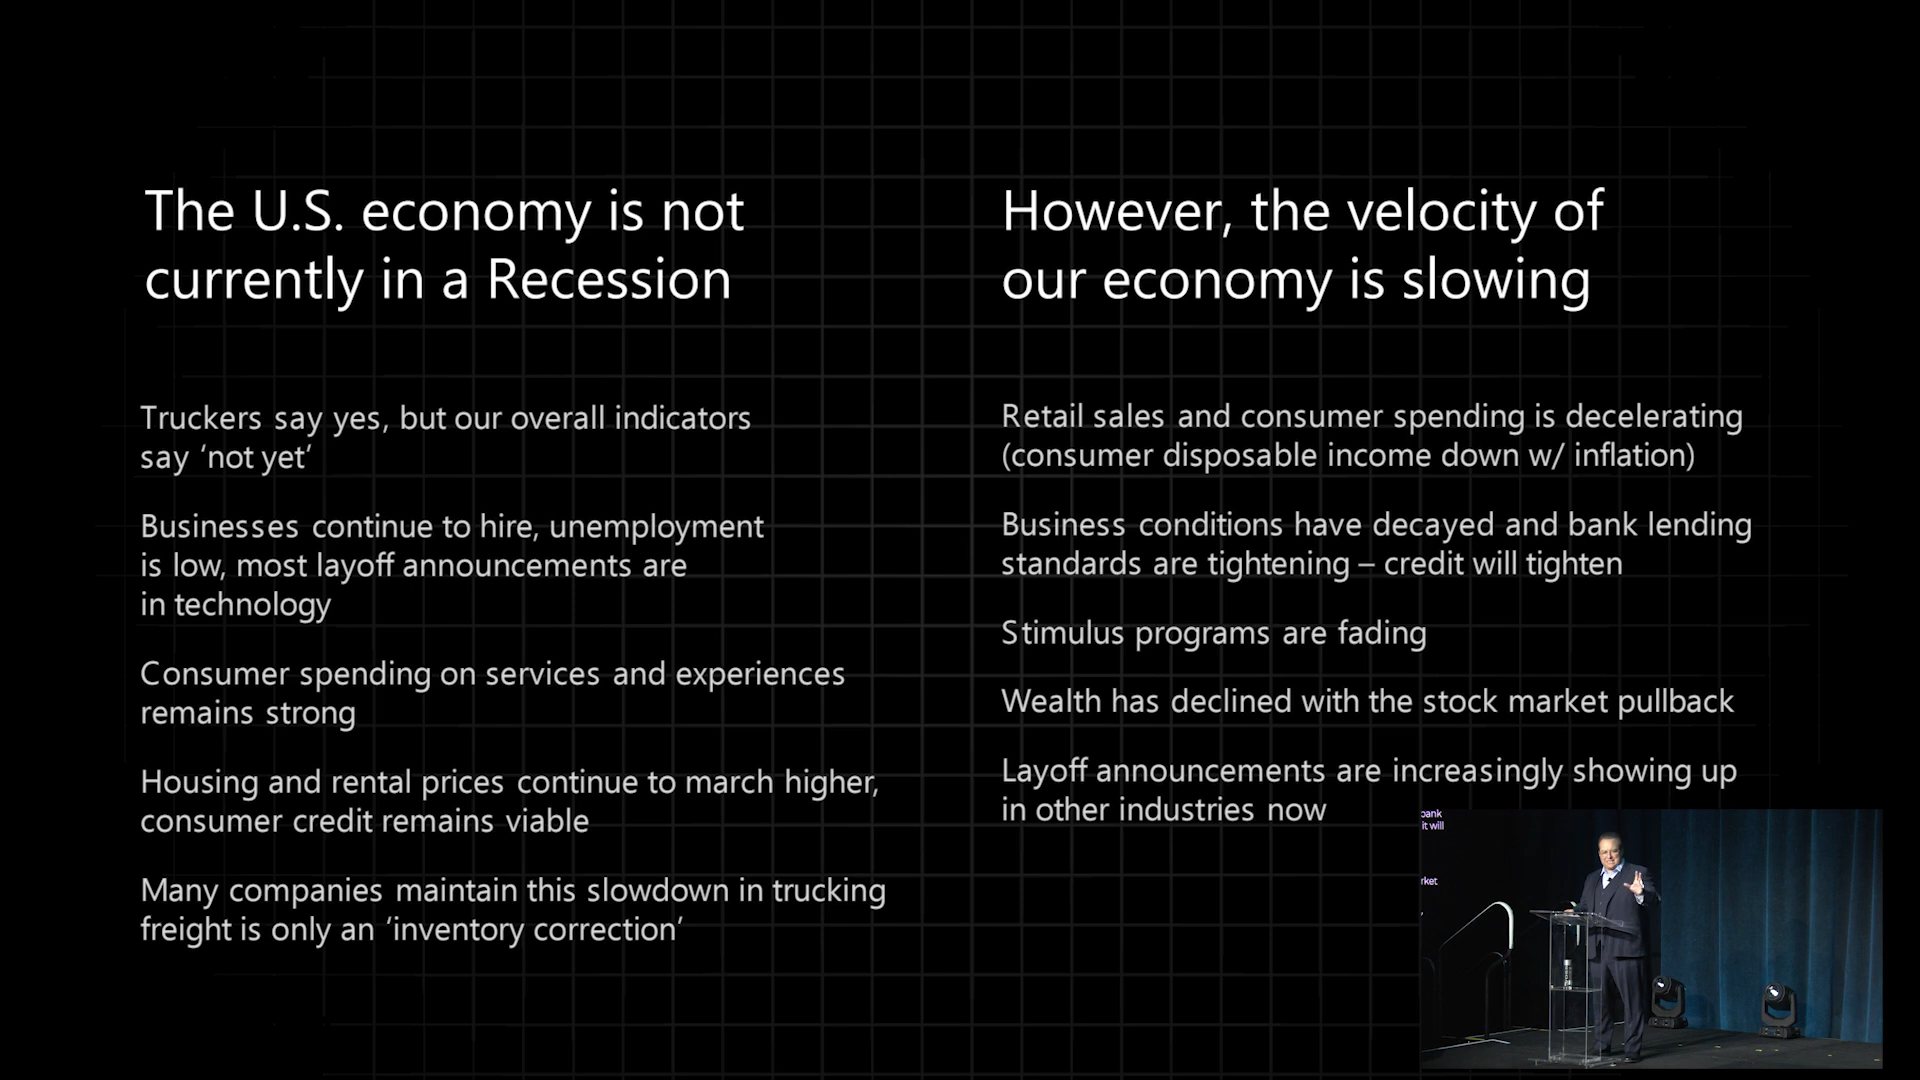 The U.S. economy is not
currently in a Recession
Truckers say yes, but our overall indicators
say ‘not yet’
Businesses continue to hire, unemployment
is low, most layoff announcements are
in technology
Consumer spending on services and experiences
remains strong
Housing and rental prices continue to march higher,
consumer credit remains viable
Many companies maintain this slowdown in trucking
freight is only an ‘inventory correction’
However, the velocity of
our economy is slowing
Retail sales and consumer spending is decelerating
(consumer disposable income down w/ inflation)
Business conditions have decayed and bank lending
standards are tightening – credit will tighten
Stimulus programs are fading
Wealth has declined with the stock market pullback
Layoff announcements are increasingly showing up
in other industries now
bank
it will
rket